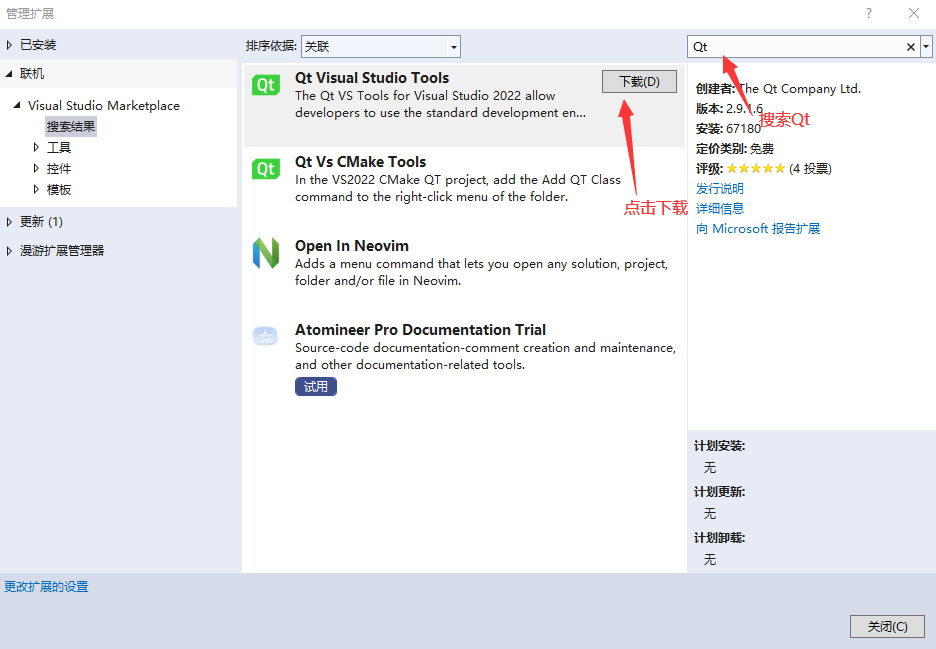 管理扩展
?
已安装
联机
Visual Studio Marketplace
搜索结果
工具
控件
模板
更新 (1)
漫游扩展管理器
排序依据: 关联
Qt
Qt Visual Studio Tools
下载(D)
The Qt VS Tools for Visual Studio 2022 allow
developers to use the standard development en...
Qt
Qt Vs CMake Tools
In the VS2022 CMake QT project, add the Add QT Class
command to the right-click menu of the folder.
Open In Neovim
Adds a menu command that lets you open any solution, project,
folder and/or file in Neovim.
Atomineer Pro Documentation Trial
Source-code documentation-comment creation and maintenance,
and other documentation-related tools.
试用
点击下载
Qt
创建者: The Qt Company Ltd.
版本: 2.9.1.6
搜索Qt
安装: 67180
定价类别: 免费
评级: (4 投票)
发行说明
详细信息
向 Microsoft 报告扩展
计划安装:
无
计划更新:
无
计划卸载:
无
更改扩展的设置
关闭(C)